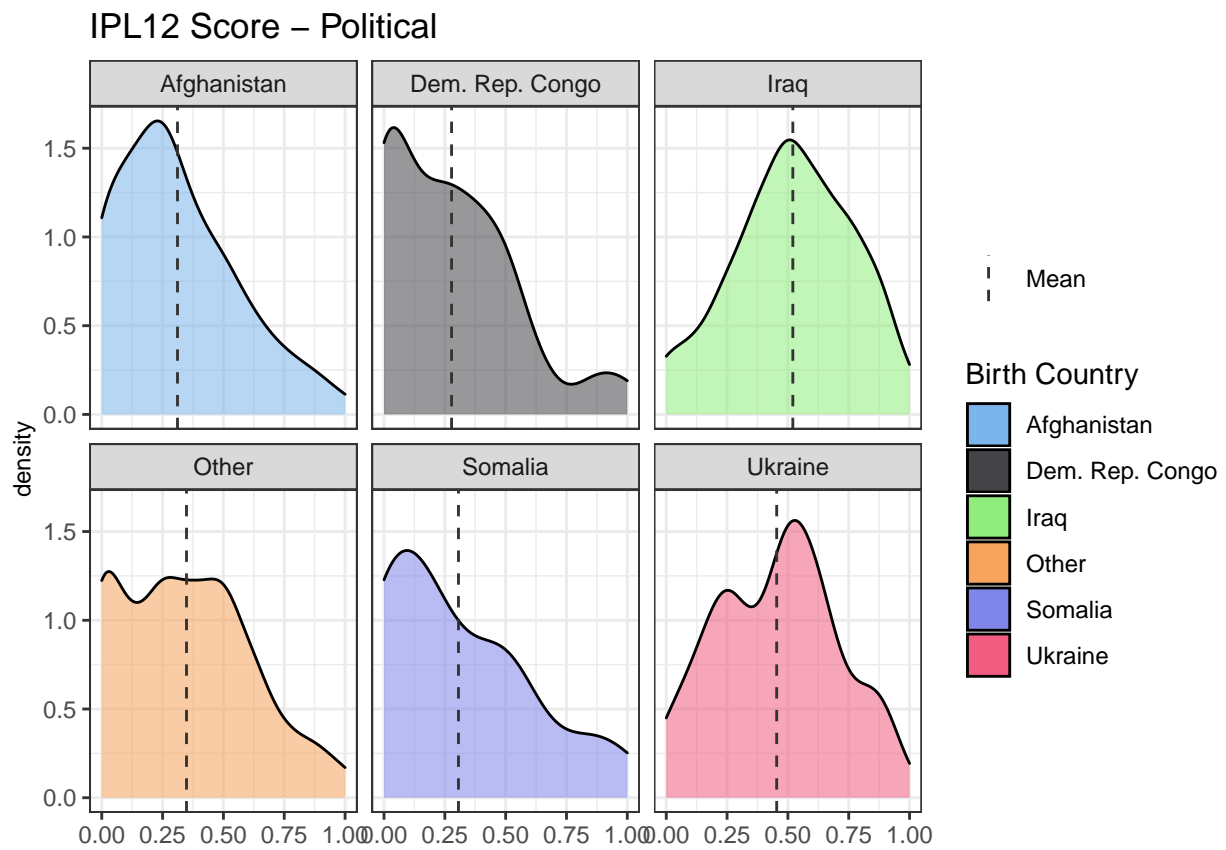 IPL12 Score – Political
Afghanistan
Dem. Rep. Congo
Iraq
1.5
1.0
0.5
0.0
density
Other
Somalia
Ukraine
1.5
1.0
0.5
0.0
0.00 0.25 0.50 0.75 1.00
0.00 0.25 0.50 0.75 1.00
0.00 0.25 0.50 0.75 1.00
Mean
Birth Country
Afghanistan
Dem. Rep. Congo
Iraq
Other
Somalia
Ukraine